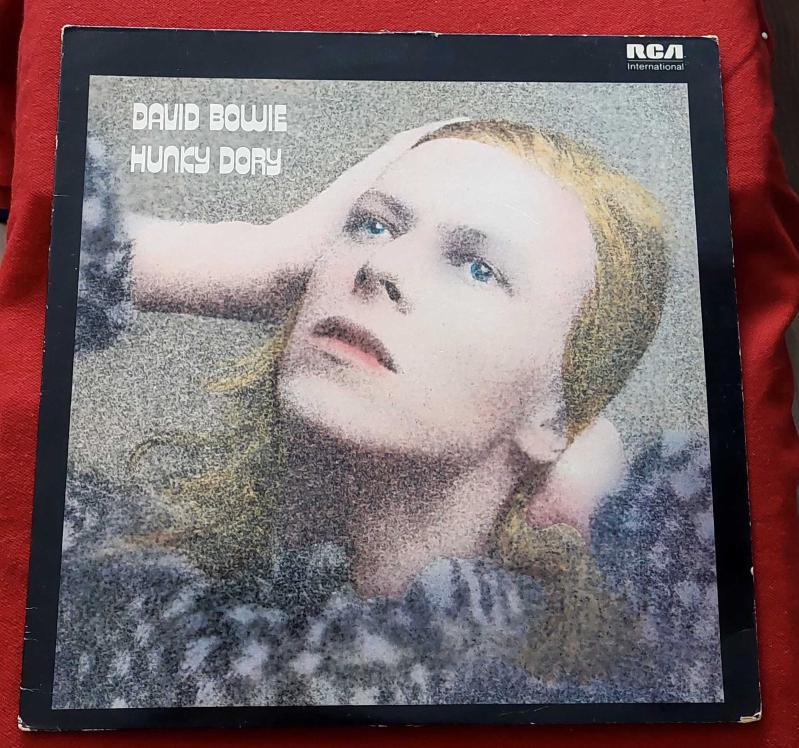 RCA
International
DAVID BOWIE
HUNKY DORY